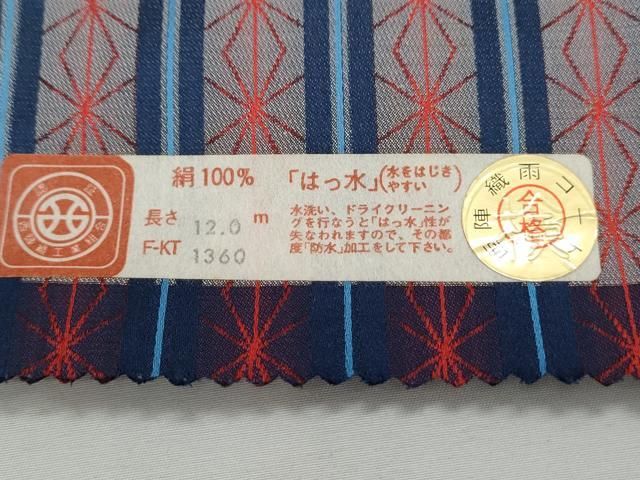 絹100%
「はっ水」(水をはじき
やすい)
長さ 12.0 m
F-KT 1360
水洗い、ドライクリーニン
グを行なうと「はっ水」性が
失なわれますので、その都
度「防水」加工をして下さい。
織雨コー
陣
合格